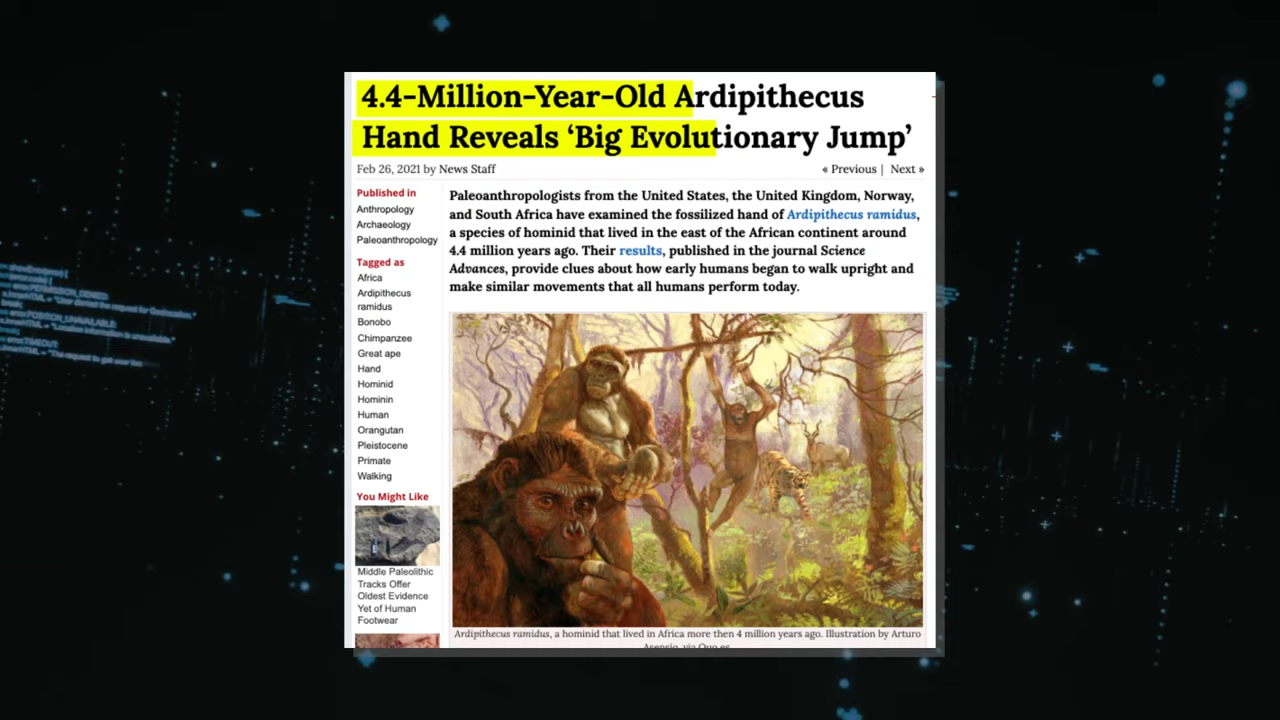 4.4-Million-Year-Old Ardipithecus
Hand Reveals ‘Big Evolutionary Jump’
Feb 26, 2021 by News Staff
« Previous | Next »
Published in
Anthropology
Archaeology
Paleoanthropology
Tagged as
Africa
Ardipithecus
ramidus
Bonobo
Chimpanzee
Great ape
Hand
Hominid
Hominin
Human
Orangutan
Pleistocene
Primate
Walking
You Might Like
Middle Paleolithic
Tracks Offer
Oldest Evidence
Yet of Human
Footwear
Paleoanthropologists from the United States, the United Kingdom, Norway,
and South Africa have examined the fossilized hand of Ardipithecus ramidus,
a species of hominid that lived in the east of the African continent around
4.4 million years ago. Their results, published in the journal Science
Advances, provide clues about how early humans began to walk upright and
make similar movements that all humans perform today.
Ardipithecus ramidus, a hominid that lived in Africa more then 4 million years ago. Illustration by Arturo
Asensio, via Quo.es.